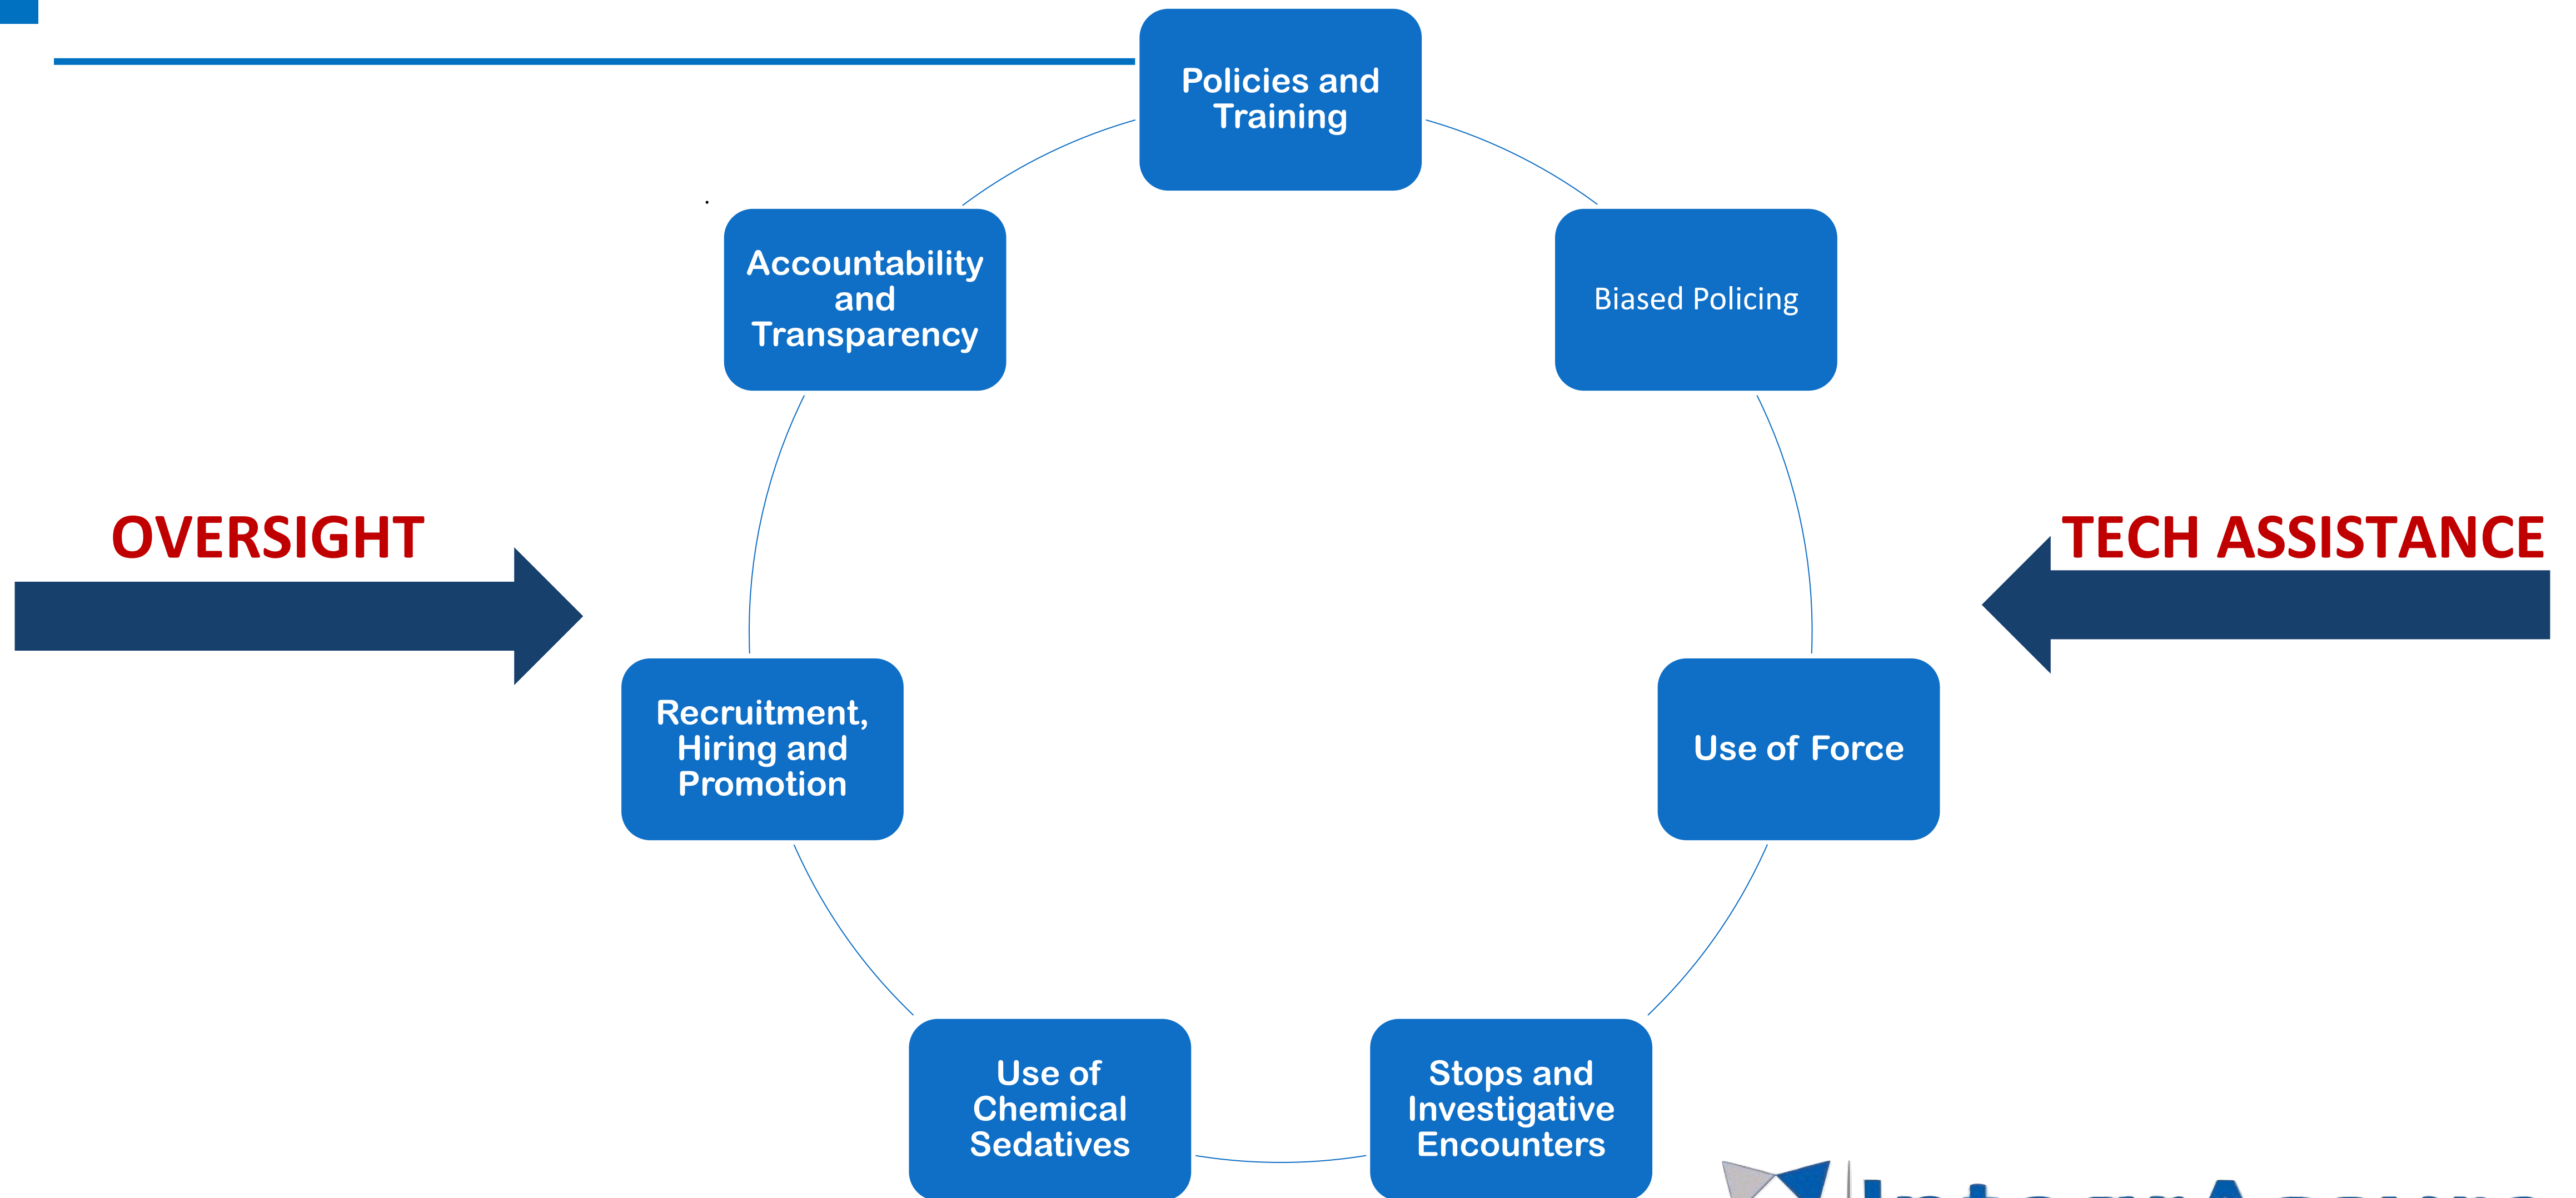 Policies and
Training
Accountability
and
Transparency
Biased Policing
OVERSIGHT
TECH ASSISTANCE
Recruitment,
Hiring and
Promotion
Use of Force
Use of
Chemical
Sedatives
Stops and
Investigative
Encounters